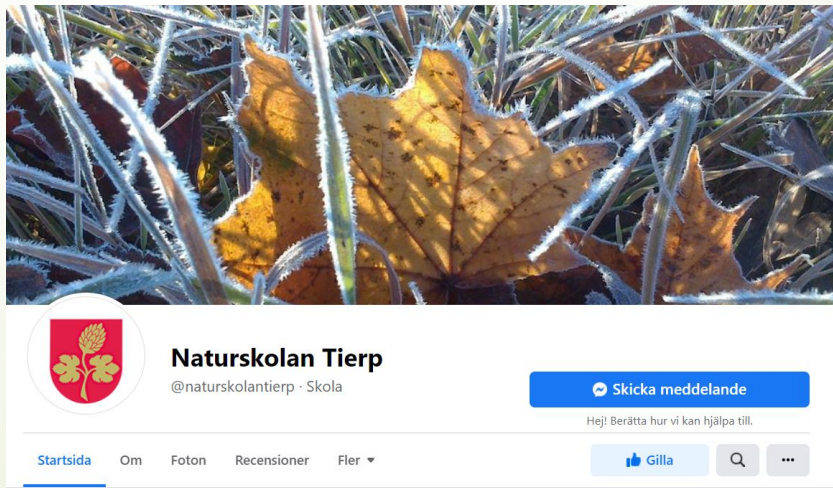 Naturskolan Tierp
@naturskolantierp · Skola
Skicka meddelande
Hej! Berätta hur vi kan hjälpa till.
Startsida Om Foton Recensioner Fler
Gilla